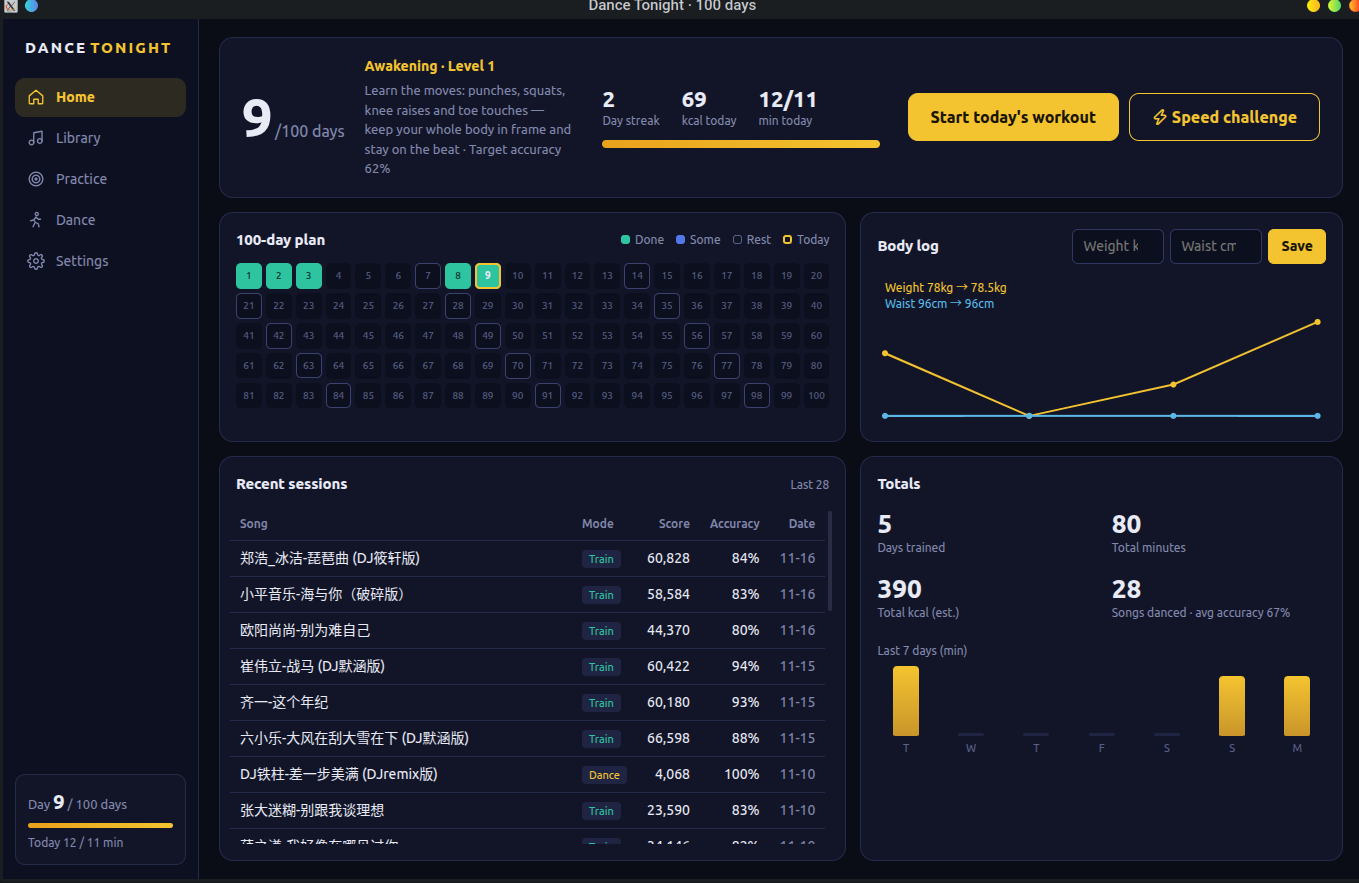 Dance Tonight · 100 days
DANCE TONIGHT
Home
Library
Practice
Dance
Settings
Day 9 / 100 days
Today 12 / 11 min
9 /100 days
Awakening · Level 1
Learn the moves: punches, squats,
knee raises and toe touches —
keep your whole body in frame and
stay on the beat · Target accuracy
62%
2 69 12/11
Day streak kcal today min today
Start today's workout
Speed challenge
100-day plan
Done Some Rest Today
1 2 3 4 5 6 7 8 9 10 11 12 13 14 15 16 17 18 19 20
21 22 23 24 25 26 27 28 29 30 31 32 33 34 35 36 37 38 39 40
41 42 43 44 45 46 47 48 49 50 51 52 53 54 55 56 57 58 59 60
61 62 63 64 65 66 67 68 69 70 71 72 73 74 75 76 77 78 79 80
81 82 83 84 85 86 87 88 89 90 91 92 93 94 95 96 97 98 99 100
Body log Weight k Waist cm Save
Weight 78kg → 78.5kg
Waist 96cm → 96cm
Recent sessions Last 28
Song Mode Score Accuracy Date
郑浩_冰洁-琵琶曲 (DJ筱轩版) Train 60,828 84% 11-16
小平音乐-海与你（破碎版） Train 58,584 83% 11-16
欧阳尚尚-别为难自己 Train 44,370 80% 11-16
崔伟立-战马 (DJ默涵版) Train 60,422 94% 11-15
齐一-这个年纪 Train 60,180 93% 11-15
六小乐-大风在刮大雪在下 (DJ默涵版) Train 66,598 88% 11-15
DJ铁柱-差一步美满 (DJremix版) Dance 4,068 100% 11-10
张大迷糊-别跟我谈理想 Train 23,590 83% 11-10
Totals
5 80
Days trained Total minutes
390 28
Total kcal (est.) Songs danced · avg accuracy 67%
Last 7 days (min)
T W T F S S M